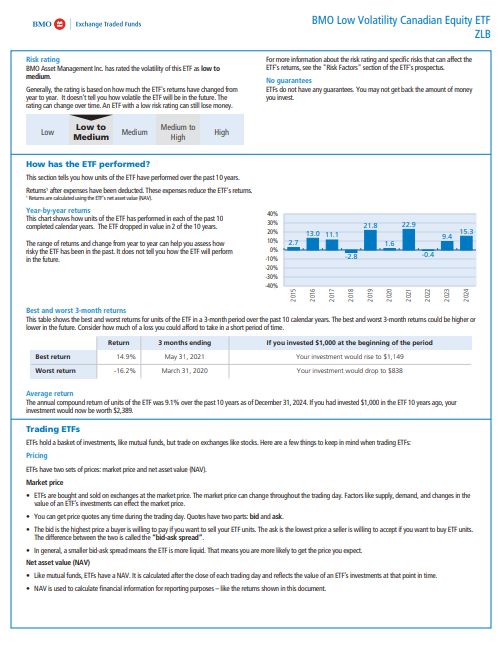 BMO Exchange Traded Funds
BMO Low Volatility Canadian Equity ETF
ZLB
Risk rating
BMO Asset Management Inc. has rated the volatility of this ETF as low to
medium.
Generally, the rating is based on how much the ETF's returns have changed from
year to year. It doesn't tell you how volatile the ETF will be in the future. The
rating can change over time. An ETF with a low risk rating can still lose money.
Low
Low to
Medium
Medium
Medium to
High
High
For more information about the risk rating and specific risks that can affect the
ETF's returns, see the "Risk Factors" section of the ETF's prospectus.
No guarantees
ETFs do not have any guarantees. You may not get back the amount of money
you invest.
How has the ETF performed?
This section tells you how units of the ETF have performed over the past 10 years.
Returns¹ after expenses have been deducted. These expenses reduce the ETF's returns.
¹ Returns are calculated using the ETF's net asset value (NAV).
Year-by-year returns
This chart shows how units of the ETF has performed in each of the past 10
completed calendar years. The ETF dropped in value in 2 of the 10 years.
The range of returns and change from year to year can help you assess how
risky the ETF has been in the past. It does not tell you how the ETF will perform
in the future.
40%
30%
20%
10%
0%
-10%
-20%
-30%
-40%
2.7 13.0 11.1 -2.8 21.8 1.6 22.9 -0.4 9.4 15.3
2015 2016 2017 2018 2019 2020 2021 2022 2023 2024
Best and worst 3-month returns
This table shows the best and worst returns for units of the ETF in a 3-month period over the past 10 calendar years. The best and worst 3-month returns could be higher or
lower in the future. Consider how much of a loss you could afford to take in a short period of time.
Return 3 months ending If you invested $1,000 at the beginning of the period
Best return 14.9% May 31, 2021 Your investment would rise to $1,149
Worst return -16.2% March 31, 2020 Your investment would drop to $838
Average return
The annual compound return of units of the ETF was 9.1% over the past 10 years as of December 31, 2024. If you had invested $1,000 in the ETF 10 years ago, your
investment would now be worth $2,389.
Trading ETFs
ETFs hold a basket of investments, like mutual funds, but trade on exchanges like stocks. Here are a few things to keep in mind when trading ETFs:
Pricing
ETFs have two sets of prices: market price and net asset value (NAV).
Market price
• ETFs are bought and sold on exchanges at the market price. The market price can change throughout the trading day. Factors like supply, demand, and changes in the
value of an ETF's investments can effect the market price.
• You can get price quotes any time during the trading day. Quotes have two parts: bid and ask.
• The bid is the highest price a buyer is willing to pay if you want to sell your ETF units. The ask is the lowest price a seller is willing to accept if you want to buy ETF units.
The difference between the two is called the "bid-ask spread".
• In general, a smaller bid-ask spread means the ETF is more liquid. That means you are more likely to get the price you expect.
Net asset value (NAV)
• Like mutual funds, ETFs have a NAV. It is calculated after the close of each trading day and reflects the value of an ETF's investments at that point in time.
• NAV is used to calculate financial information for reporting purposes – like the returns shown in this document.